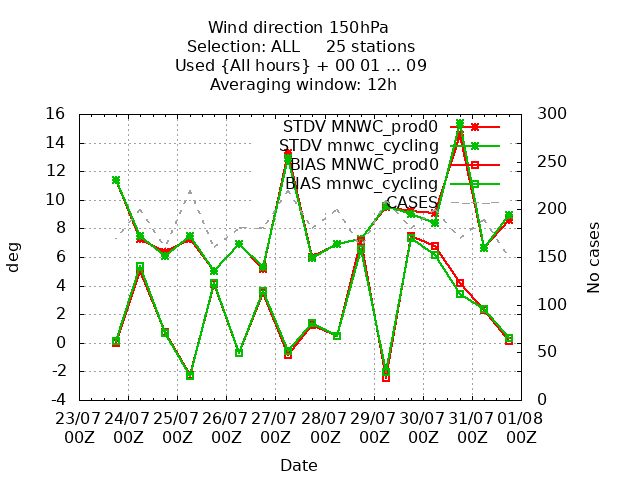 Wind direction 150hPa
Selection: ALL 25 stations
Used {All hours} + 00 01 ... 09
Averaging window: 12h
16 300
14 250
12
10 200
8
6 150
4 100
2
0 50
-2
-4 0
deg
No cases
STDV MNWC_prod0
STDV mnwc_cycling
BIAS MNWC_prod0
BIAS mnwc_cycling
CASES
23/07 24/07 25/07 26/07 27/07 28/07 29/07 30/07 31/07 01/08
00Z 00Z 00Z 00Z 00Z 00Z 00Z 00Z 00Z 00Z
Date